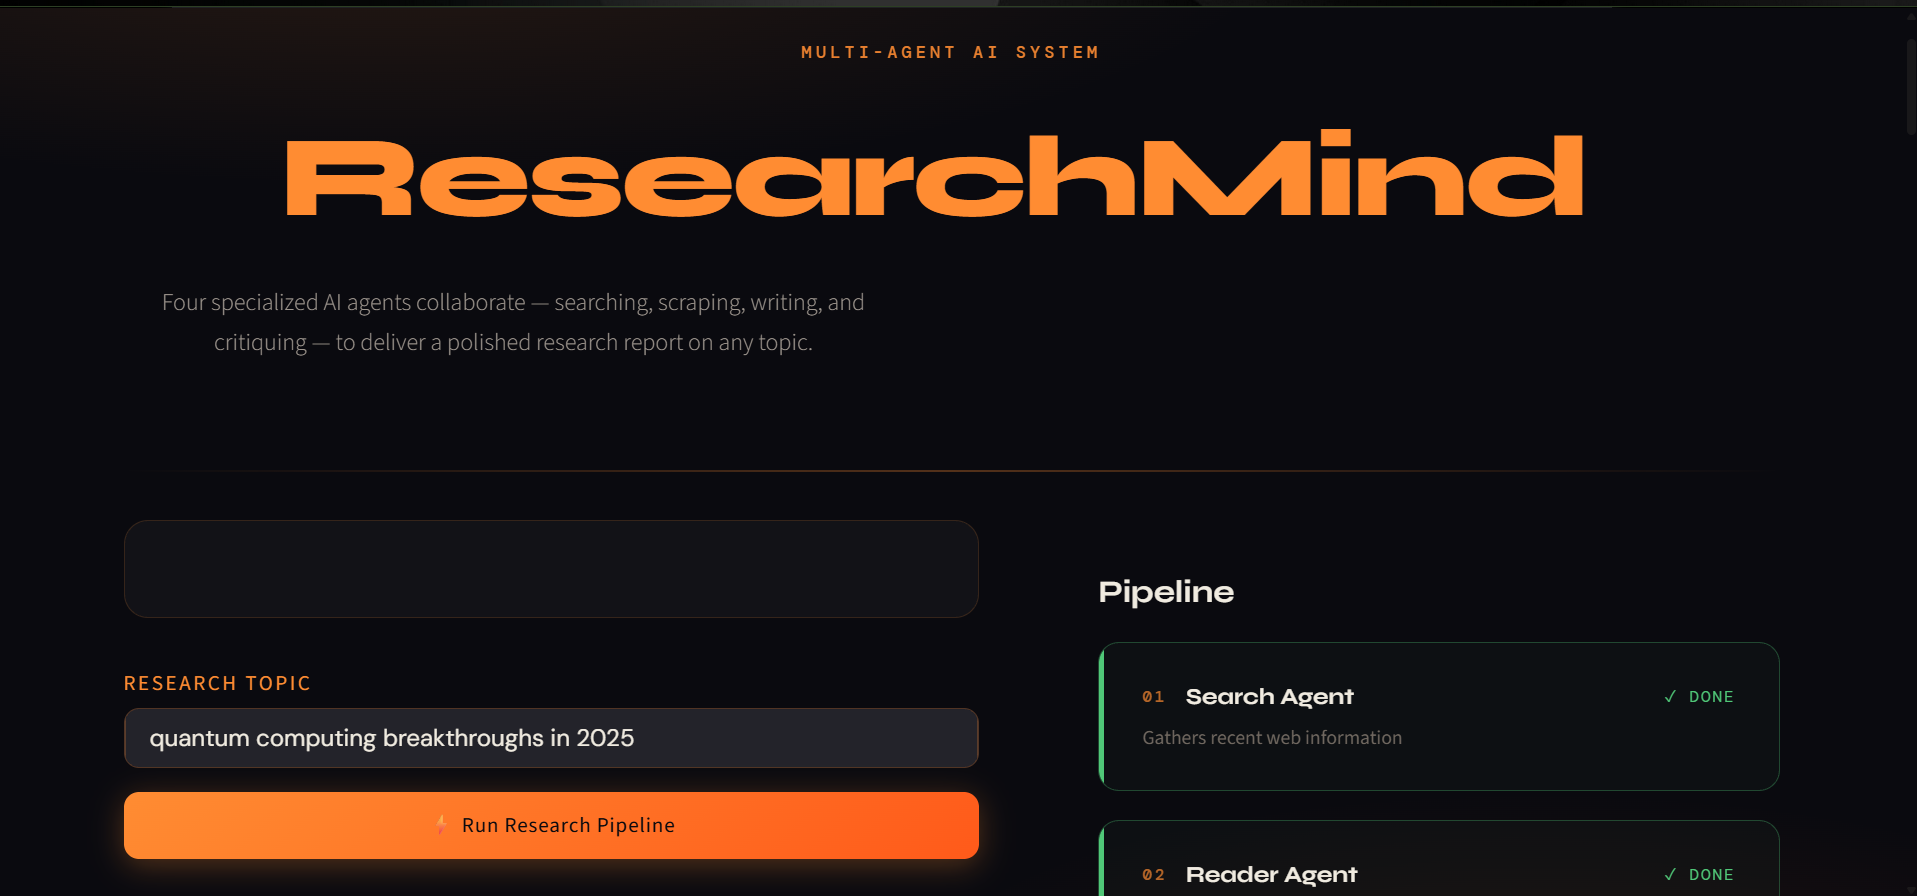 MULTI-AGENT AI SYSTEM
ResearchMind
Four specialized AI agents collaborate — searching, scraping, writing, and
critiquing — to deliver a polished research report on any topic.
RESEARCH TOPIC
quantum computing breakthroughs in 2025
⚡ Run Research Pipeline
Pipeline
01 Search Agent ✓ DONE
Gathers recent web information
02 Reader Agent ✓ DONE